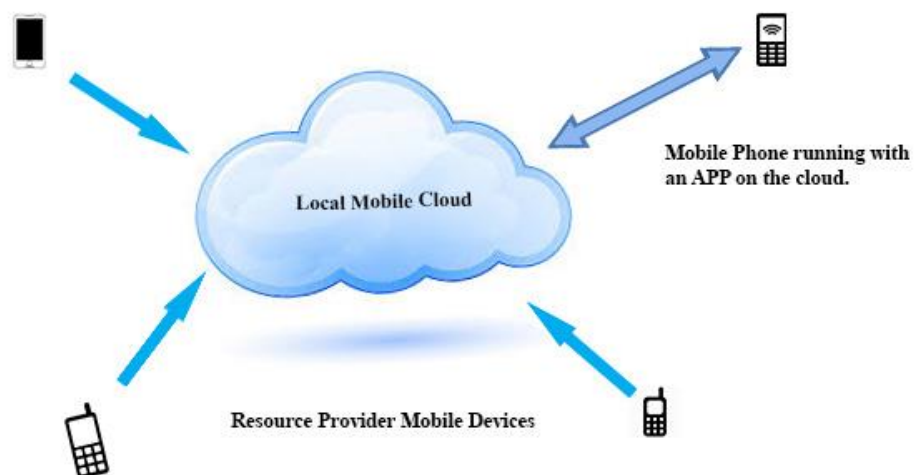 Local Mobile Cloud
Mobile Phone running with
an APP on the cloud.
Resource Provider Mobile Devices